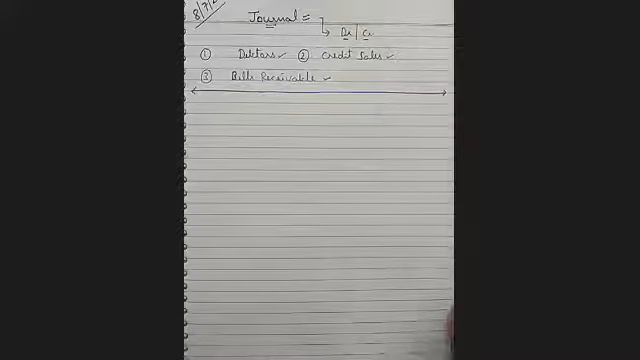 8/7/2
Journal =
Dr | Cr
① Debtors ✓ ② Credit Sales ✓
③ Bills Receivable ✓